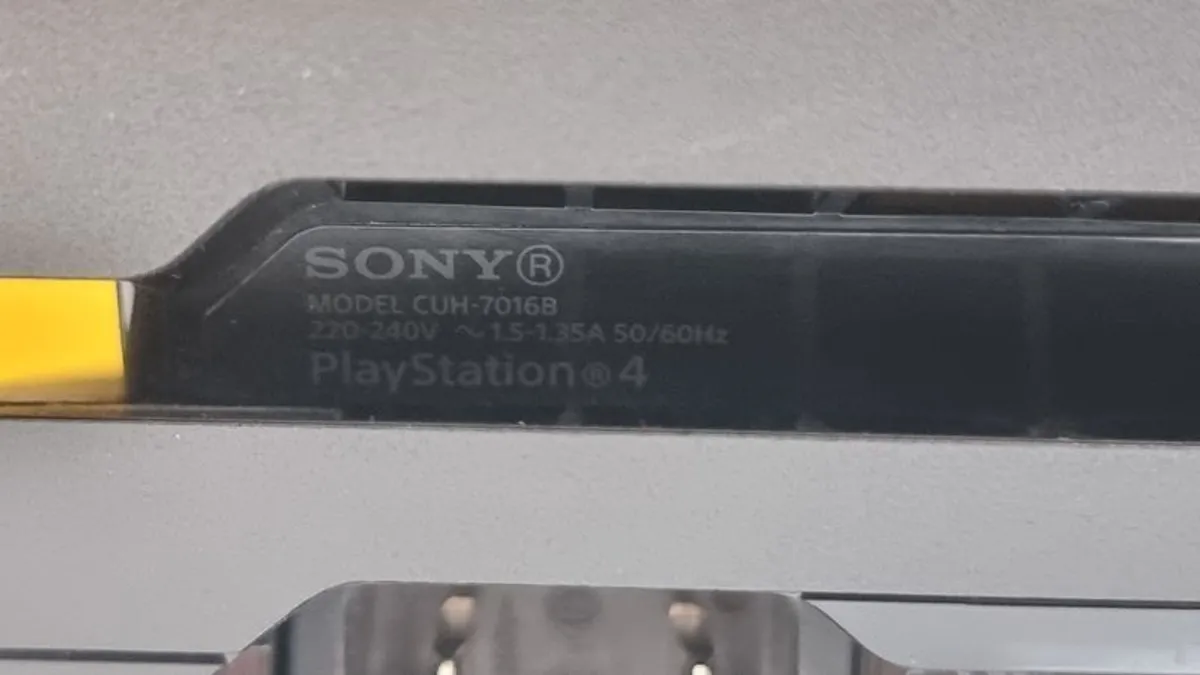 SONY®
MODEL CUH-7016B
220-240V ~ 1.5-1.35A 50/60Hz
PlayStation®4